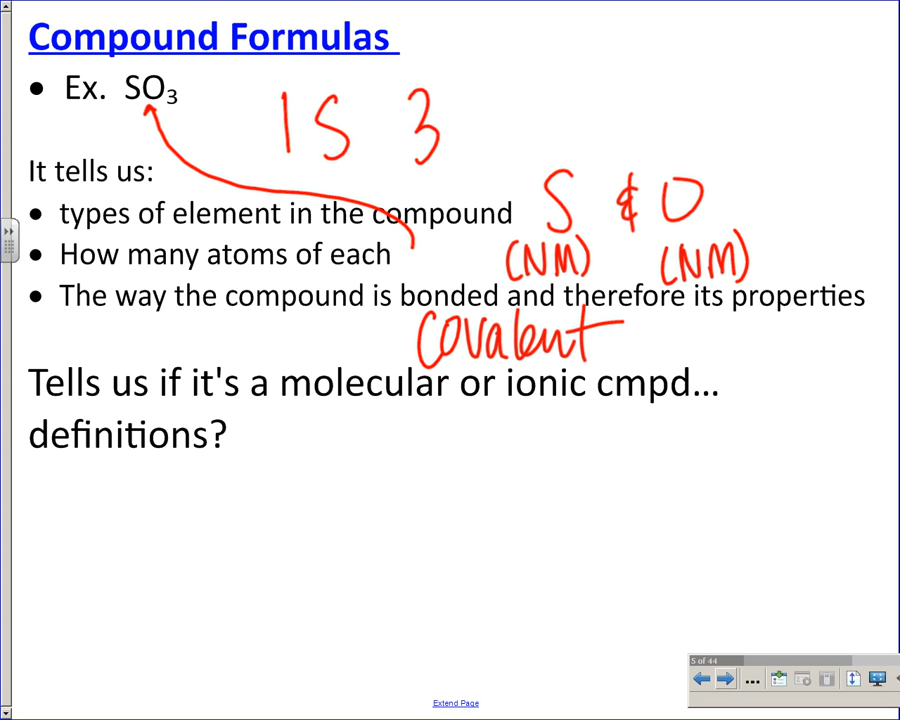 Compound Formulas
• Ex. SO₃
1 S 3
It tells us:
• types of element in the compound S & O
• How many atoms of each (NM) (NM)
• The way the compound is bonded and therefore its properties
covalent
Tells us if it's a molecular or ionic cmpd...
definitions?
5 of 44
Extend Page